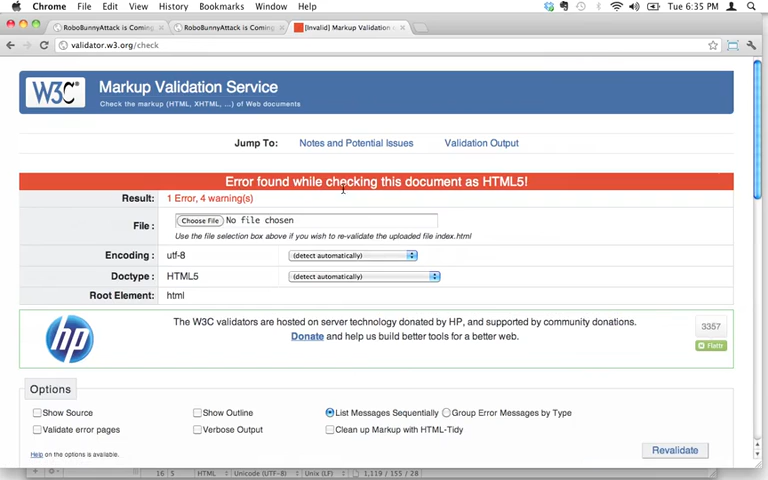 Chrome File Edit View History Bookmarks Window Help Tue 6:35 PM
RoboBunnyAttack is Coming RoboBunnyAttack is Coming [Invalid] Markup Validation
validator.w3.org/check
W3C® Markup Validation Service
Check the markup (HTML, XHTML, ...) of Web documents
Jump To: Notes and Potential Issues Validation Output
Error found while checking this document as HTML5!
Result: 1 Error, 4 warning(s)
File : Choose File No file chosen
Use the file selection box above if you wish to re-validate the uploaded file index.html
Encoding : utf-8 (detect automatically)
Doctype : HTML5 (detect automatically)
Root Element: html
hp
The W3C validators are hosted on server technology donated by HP, and supported by community donations.
Donate and help us build better tools for a better web.
3357
Flattr
Options
Show Source Show Outline List Messages Sequentially Group Error Messages by Type
Validate error pages Verbose Output Clean up Markup with HTML-Tidy
Help on the options is available.
Revalidate
16 5 HTML Unicode (UTF-8) Unix (LF) 1,119 / 155 / 28